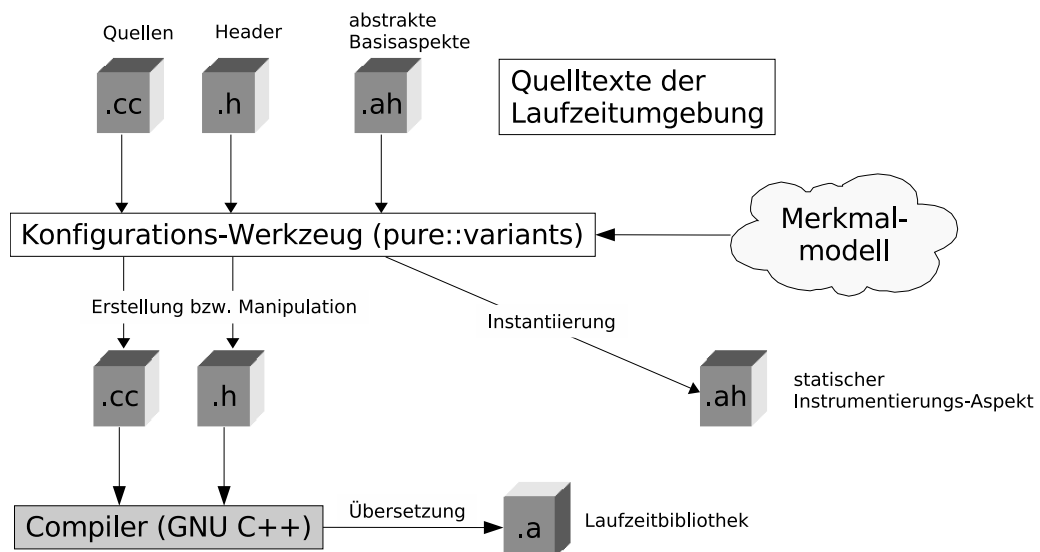 Quellen
Header
abstrakte
Basisaspekte
.cc
.h
.ah
Quelltexte der
Laufzeitumgebung
Konfigurations-Werkzeug (pure::variants)
Merkmal-
modell
Erstellung bzw. Manipulation
Instantiierung
.cc
.h
.ah
statischer
Instrumentierungs-Aspekt
Compiler (GNU C++)
Übersetzung
.a
Laufzeitbibliothek